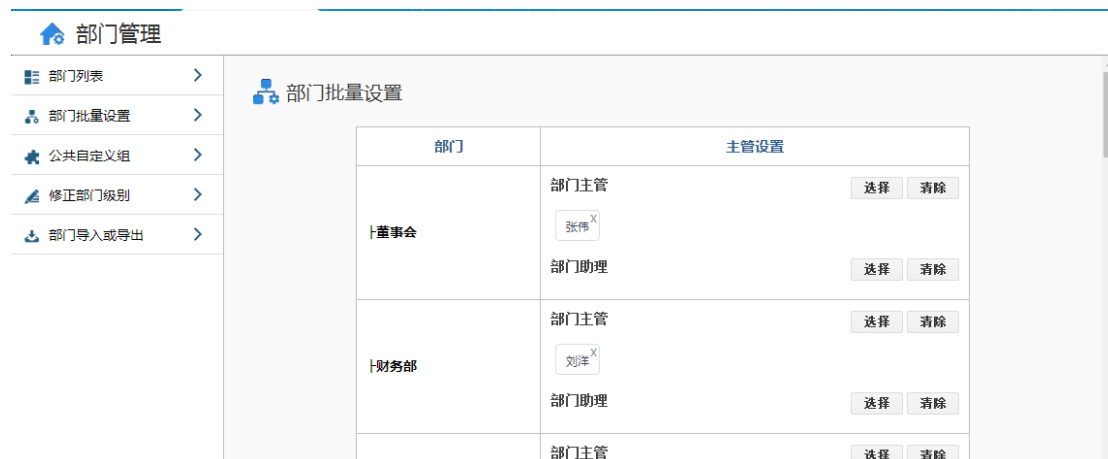 部门管理
部门列表
部门批量设置
公共自定义组
修正部门级别
部门导入或导出
部门批量设置
部门 主管设置
├董事会
部门主管 选择 清除
张伟 X
部门助理 选择 清除
├财务部
部门主管 选择 清除
刘洋 X
部门助理 选择 清除
部门主管 选择 清除